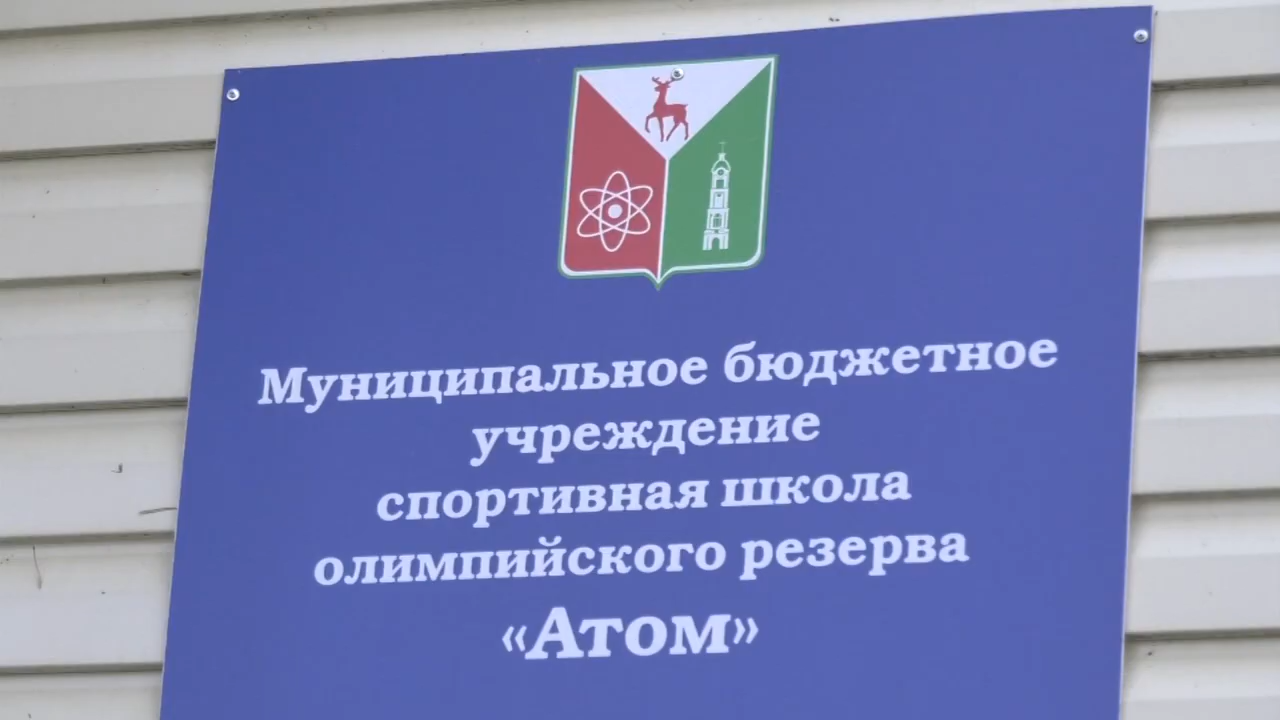 Муниципальное бюджетное
учреждение
спортивная школа
олимпийского резерва
«Атом»